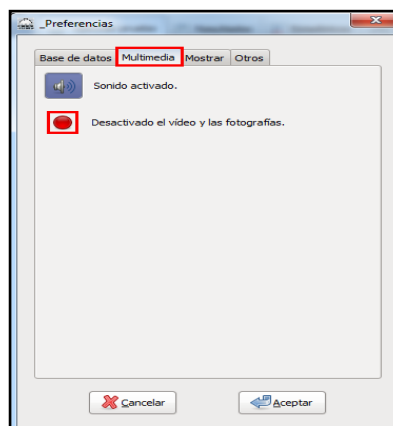 _Preferencias
Base de datos Multimedia Mostrar Otros
Sonido activado.
Desactivado el vídeo y las fotografías.
Cancelar Aceptar